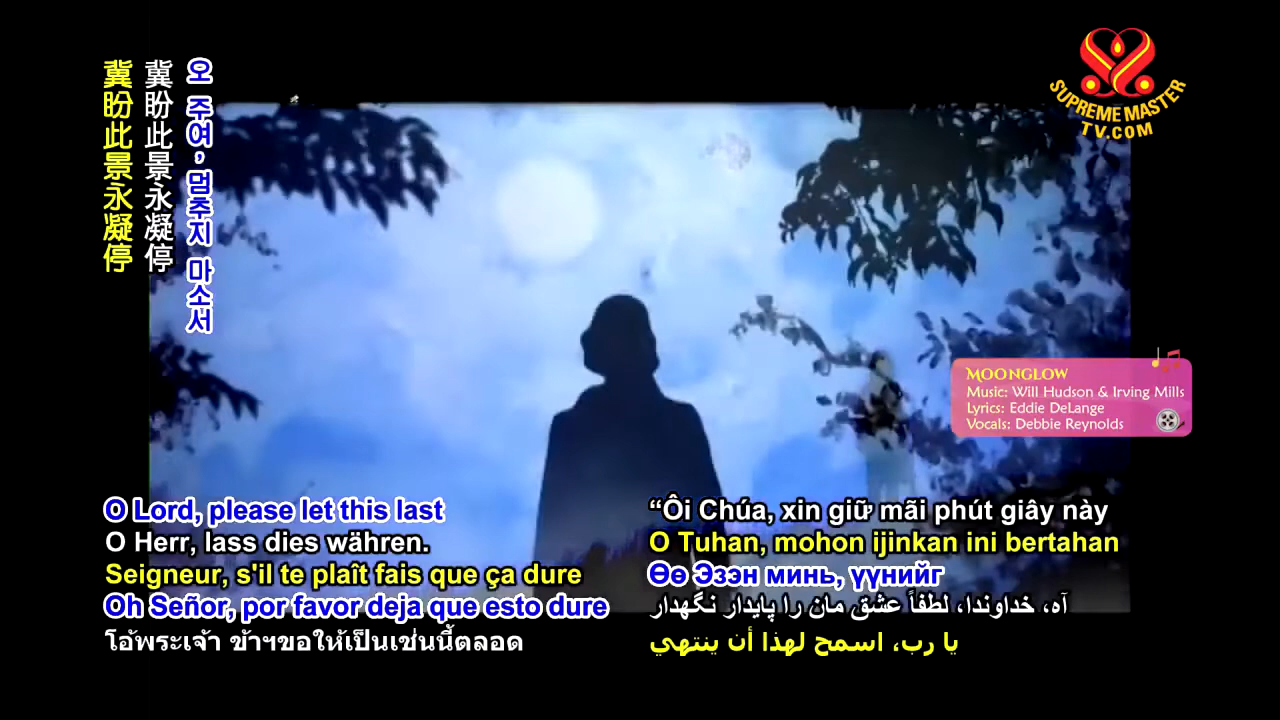 冀盼此景永凝停
冀盼此景永凝停
오 주여, 멈추지 마소서
SUPREME MASTER
TV.COM
MOONGLOW
Music: Will Hudson & Irving Mills
Lyrics: Eddie DeLange
Vocals: Debbie Reynolds
O Lord, please let this last
O Herr, lass dies währen.
Seigneur, s'il te plaît fais que ça dure
Oh Señor, por favor deja que esto dure
โอ้พระเจ้า ข้าฯขอให้เป็นเช่นนี้ตลอด
“Ôi Chúa, xin giữ mãi phút giây này
O Tuhan, mohon ijinkan ini bertahan
Өө Эзэн минь, үүнийг
آه، خداوندا، لطفاً عشق مان را پایدار نگهدار
يا رب، اسمح لهذا أن ينتهي